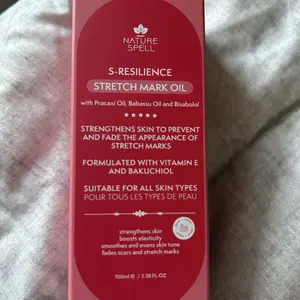 NATURE
SPELL
S-RESILIENCE
STRETCH MARK OIL
with Pracaxi Oil, Babassu Oil and Bisabolol
STRENGTHENS SKIN TO PREVENT
AND FADE THE APPEARANCE OF
STRETCH MARKS
FORMULATED WITH VITAMIN E
AND BAKUCHIOL
SUITABLE FOR ALL SKIN TYPES
POUR TOUS LES TYPES DE PEAU
strengthens skin
boosts elasticity
smoothes and evens skin tone
fades scars and stretch marks
100ml / 3.38 FL.OZ